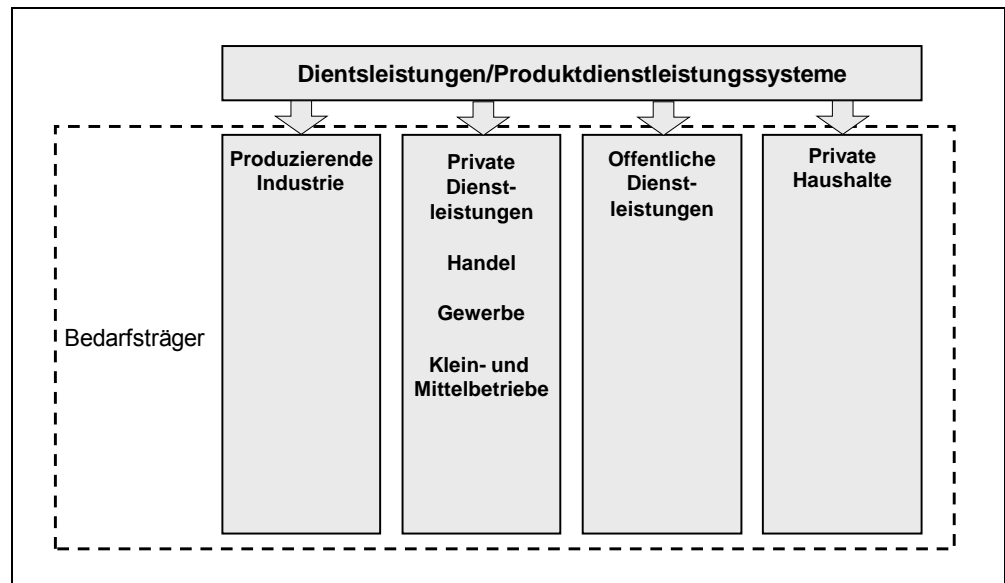 Dientsleistungen/Produktdienstleistungssysteme
Produzierende
Industrie
Private
Dienst-
leistungen
Handel
Gewerbe
Klein- und
Mittelbetriebe
Offentliche
Dienst-
leistungen
Private
Haushalte
Bedarfsträger